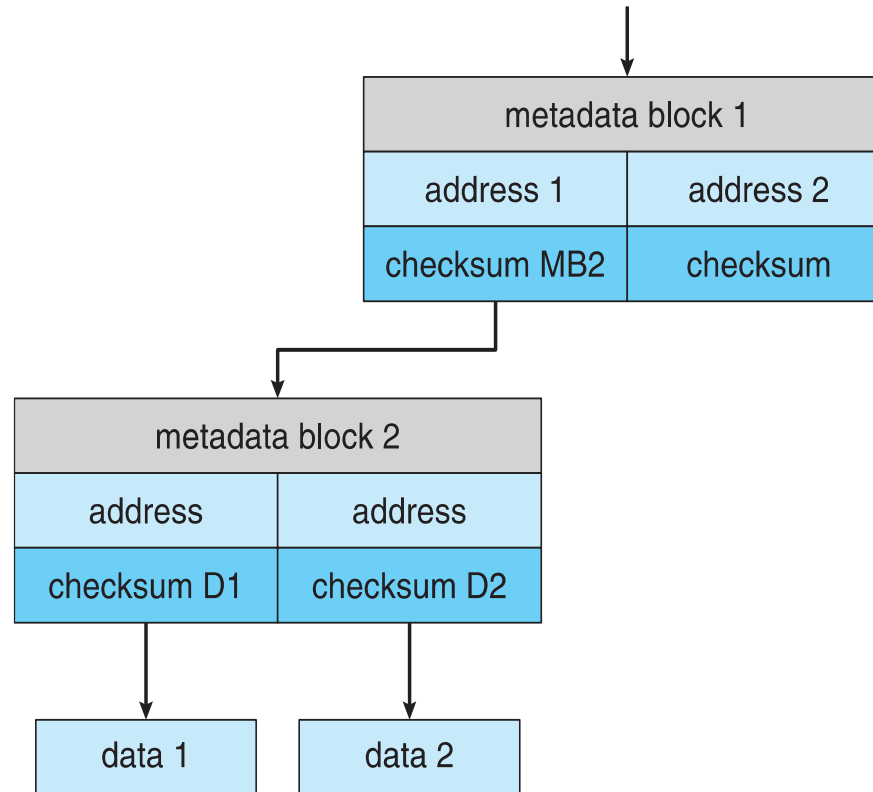 metadata block 1
address 1
address 2
checksum MB2
checksum
metadata block 2
address
address
checksum D1
checksum D2
data 1
data 2